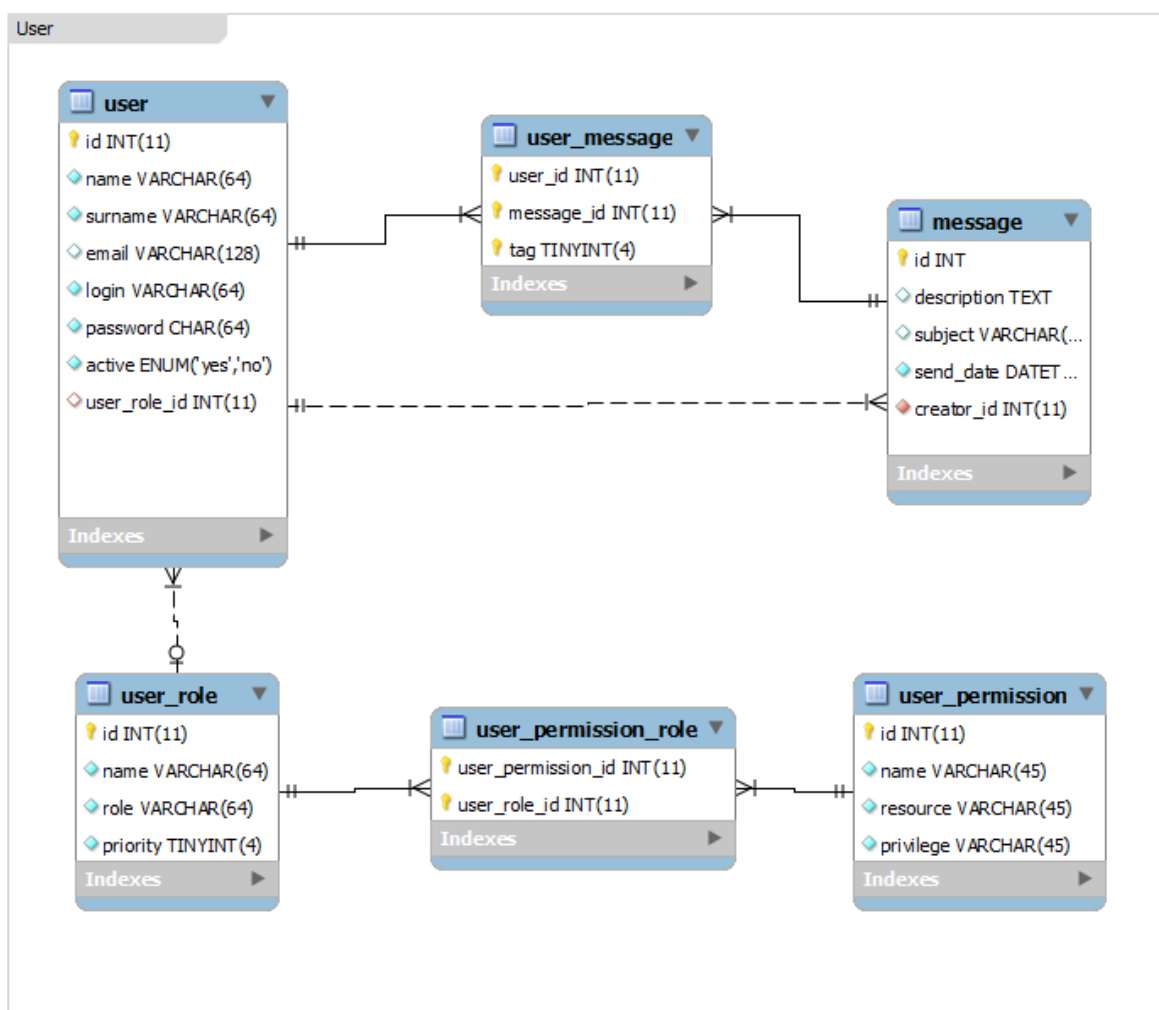 User
user
id INT(11)
name VARCHAR(64)
surname VARCHAR(64)
email VARCHAR(128)
login VARCHAR(64)
password CHAR(64)
active ENUM('yes','no')
user_role_id INT(11)
Indexes
user_message
user_id INT(11)
message_id INT(11)
tag TINYINT(4)
Indexes
message
id INT
description TEXT
subject VARCHAR(...
send_date DATET...
creator_id INT(11)
Indexes
user_role
id INT(11)
name VARCHAR(64)
role VARCHAR(64)
priority TINYINT(4)
Indexes
user_permission_role
user_permission_id INT(11)
user_role_id INT(11)
Indexes
user_permission
id INT(11)
name VARCHAR(45)
resource VARCHAR(45)
privilege VARCHAR(45)
Indexes